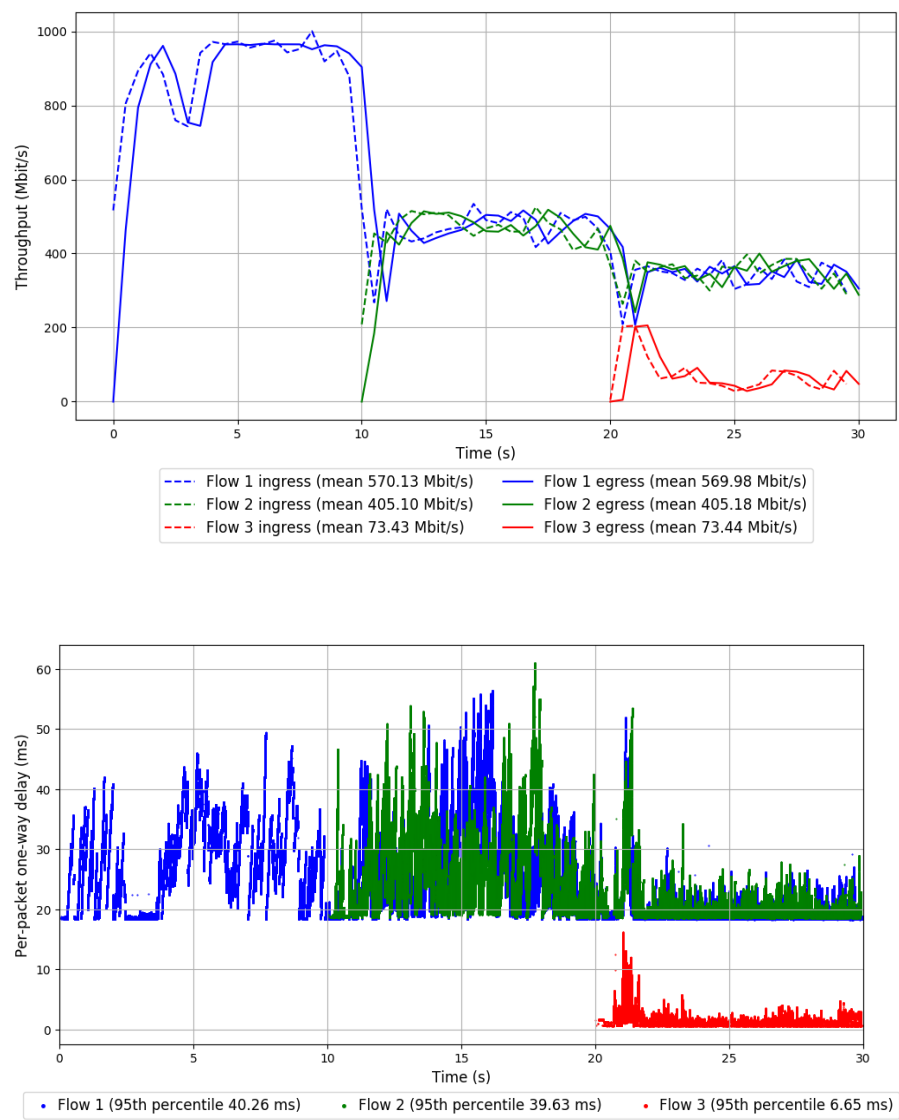 1000
800
600
400
200
0
Throughput (Mbit/s)
0 5 10 15 20 25 30
Time (s)
Flow 1 ingress (mean 570.13 Mbit/s) Flow 1 egress (mean 569.98 Mbit/s)
Flow 2 ingress (mean 405.10 Mbit/s) Flow 2 egress (mean 405.18 Mbit/s)
Flow 3 ingress (mean 73.43 Mbit/s) Flow 3 egress (mean 73.44 Mbit/s)
60
50
40
30
20
10
0
Per-packet one-way delay (ms)
0 5 10 15 20 25 30
Time (s)
Flow 1 (95th percentile 40.26 ms) Flow 2 (95th percentile 39.63 ms) Flow 3 (95th percentile 6.65 ms)